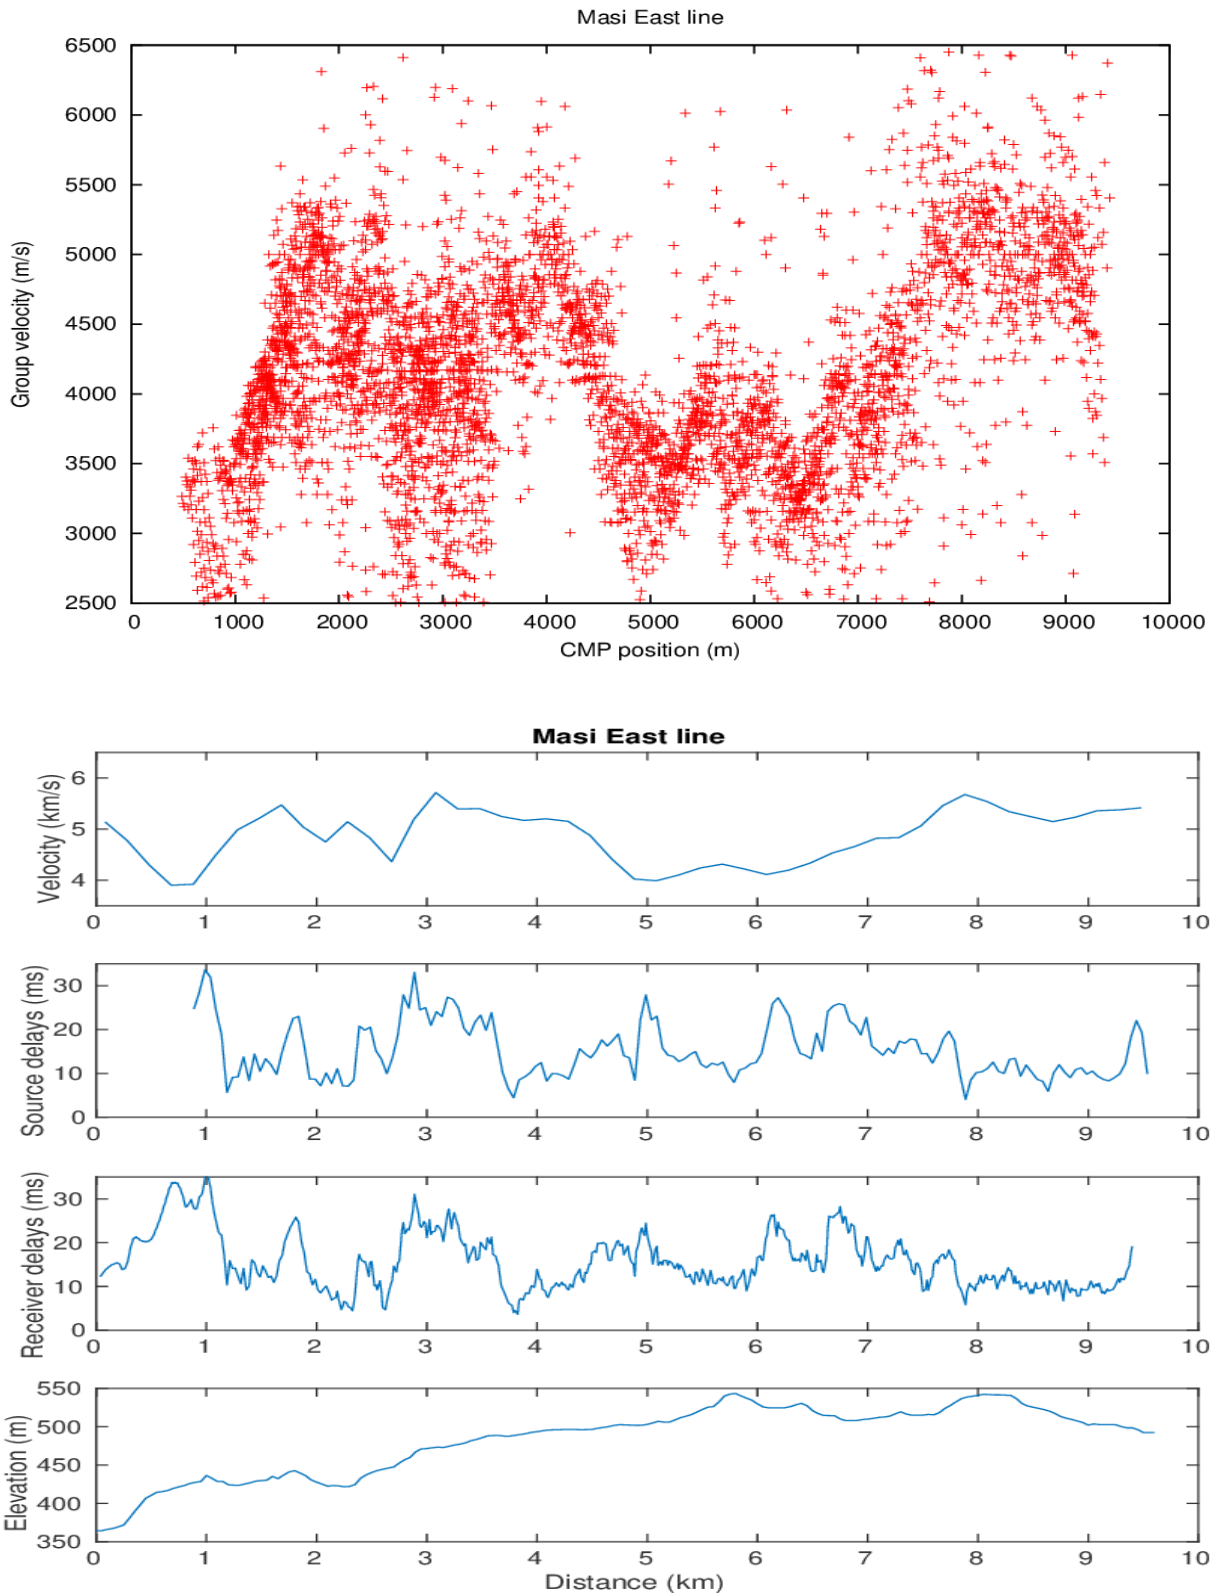 Masi East line
6500
6000
5500
5000
4500
4000
3500
3000
2500
Group velocity (m/s)
0 1000 2000 3000 4000 5000 6000 7000 8000 9000 10000
CMP position (m)
Masi East line
6
5
4
Velocity (km/s)
0 1 2 3 4 5 6 7 8 9 10
30
20
10
0
Source delays (ms)
0 1 2 3 4 5 6 7 8 9 10
30
20
10
0
Receiver delays (ms)
0 1 2 3 4 5 6 7 8 9 10
550
500
450
400
350
Elevation (m)
0 1 2 3 4 5 6 7 8 9 10
Distance (km)